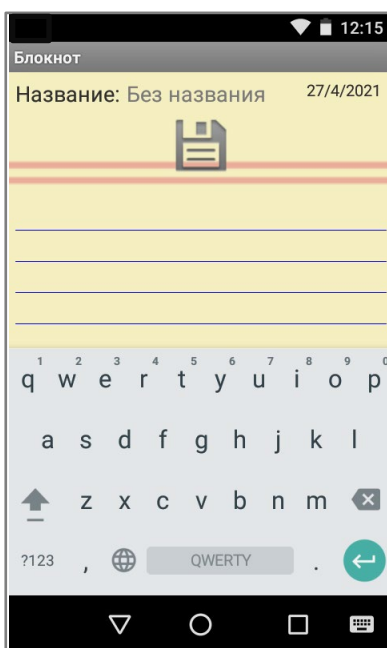 12:15
Блокнот
Название: Без названия 27/4/2021
1 2 3 4 5 6 7 8 9 0
q w e r t y u i o p
a s d f g h j k l
z x c v b n m
?123 , QWERTY .